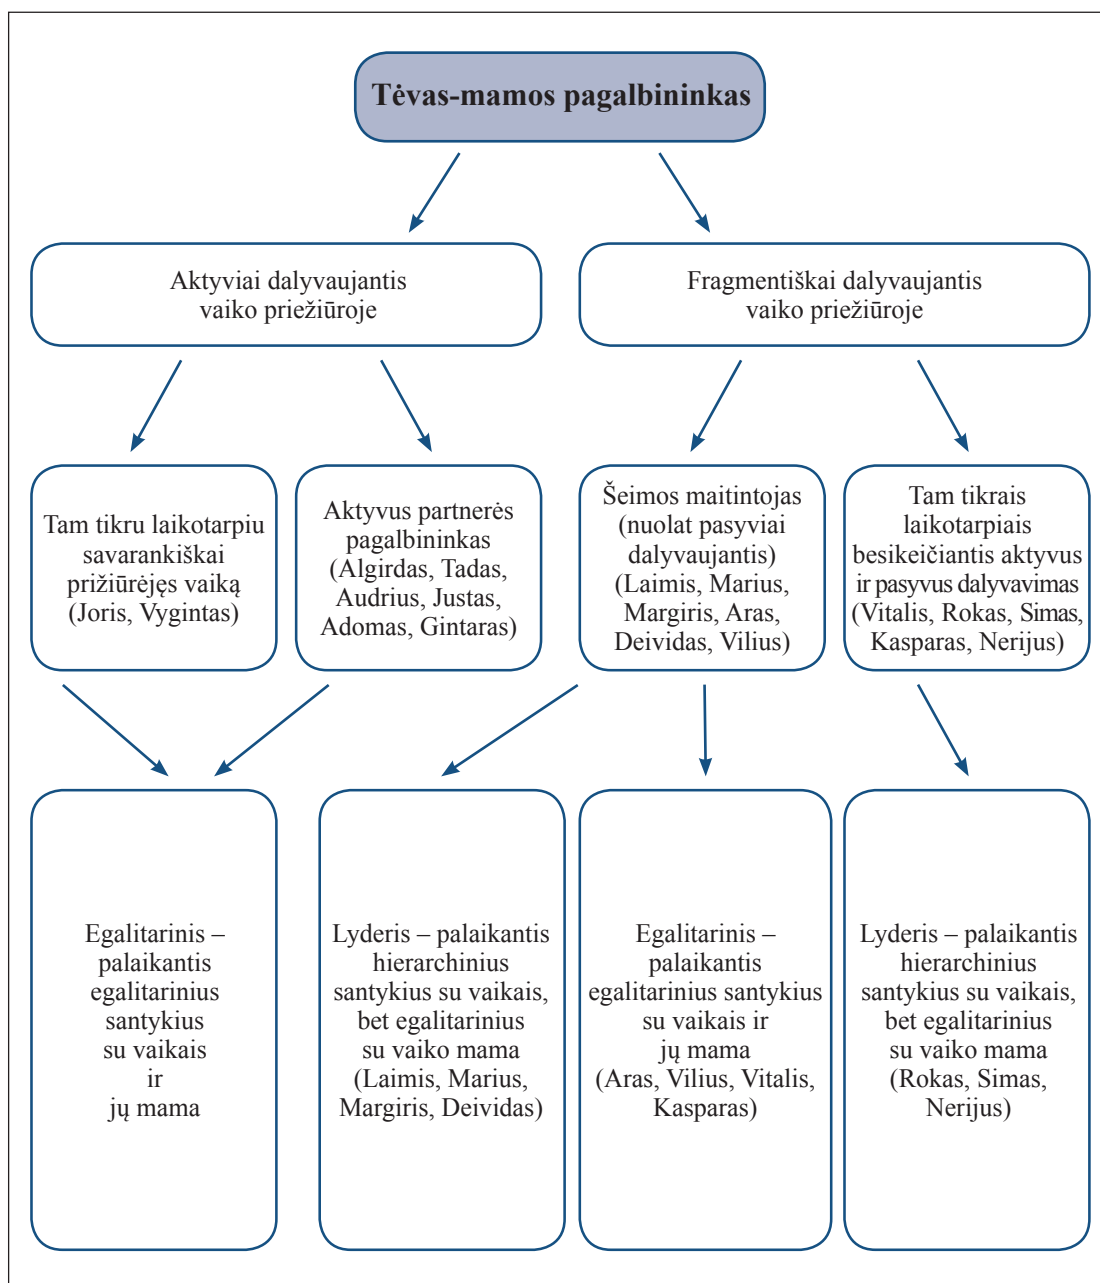 Tėvas-mamos pagalbininkas
Aktyviai dalyvaujantis
vaiko priežiūroje
Fragmentiškai dalyvaujantis
vaiko priežiūroje
Tam tikru laikotarpiu
savarankiškai
prižiūrėjęs vaiką
(Joris, Vygintas)
Aktyvus partnerės
pagalbininkas
(Algirdas, Tadas,
Audrius, Justas,
Adomas, Gintaras)
Šeimos maitintojas
(nuolat pasyviai
dalyvaujantis)
(Laimis, Marius,
Margiris, Aras,
Deividas, Vilius)
Tam tikrais
laikotarpiais
besikeičiantis aktyvus
ir pasyvus dalyvavimas
(Vitalis, Rokas, Simas,
Kasparas, Nerijus)
Egalitarinis –
palaikantis
egalitarinius
santykius
su vaikais
ir
jų mama
Lyderis – palaikantis
hierarchinius
santykius su vaikais,
bet egalitarinius
su vaiko mama
(Laimis, Marius,
Margiris, Deividas)
Egalitarinis –
palaikantis
egalitarinius santykius
su vaikais ir
jų mama
(Aras, Vilius, Vitalis,
Kasparas)
Lyderis – palaikantis
hierarchinius
santykius su vaikais,
bet egalitarinius
su vaiko mama
(Rokas, Simas,
Nerijus)